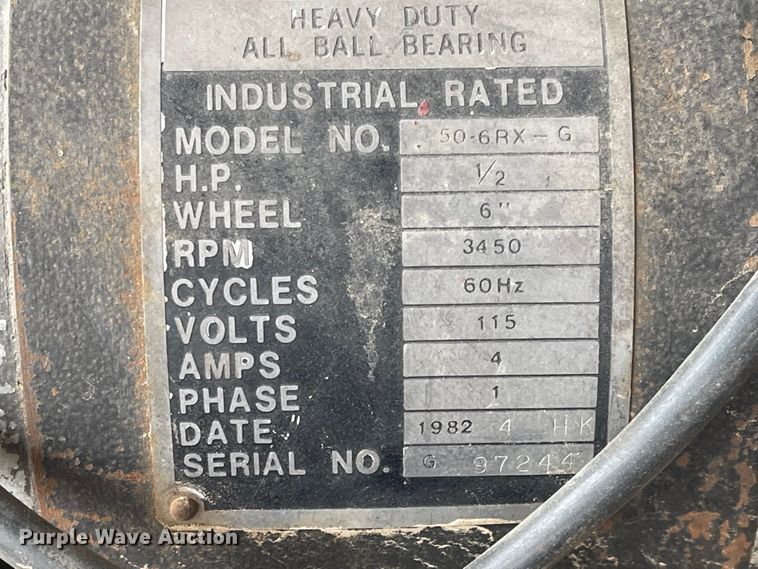 HEAVY DUTY
ALL BALL BEARING
INDUSTRIAL RATED
MODEL NO. 50-6RX-G
H.P. 1/2
WHEEL 6"
RPM 3450
CYCLES 60Hz
VOLTS 115
AMPS 4
PHASE 1
DATE 1982 4 HK
SERIAL NO. G 97244
Purple Wave Auction